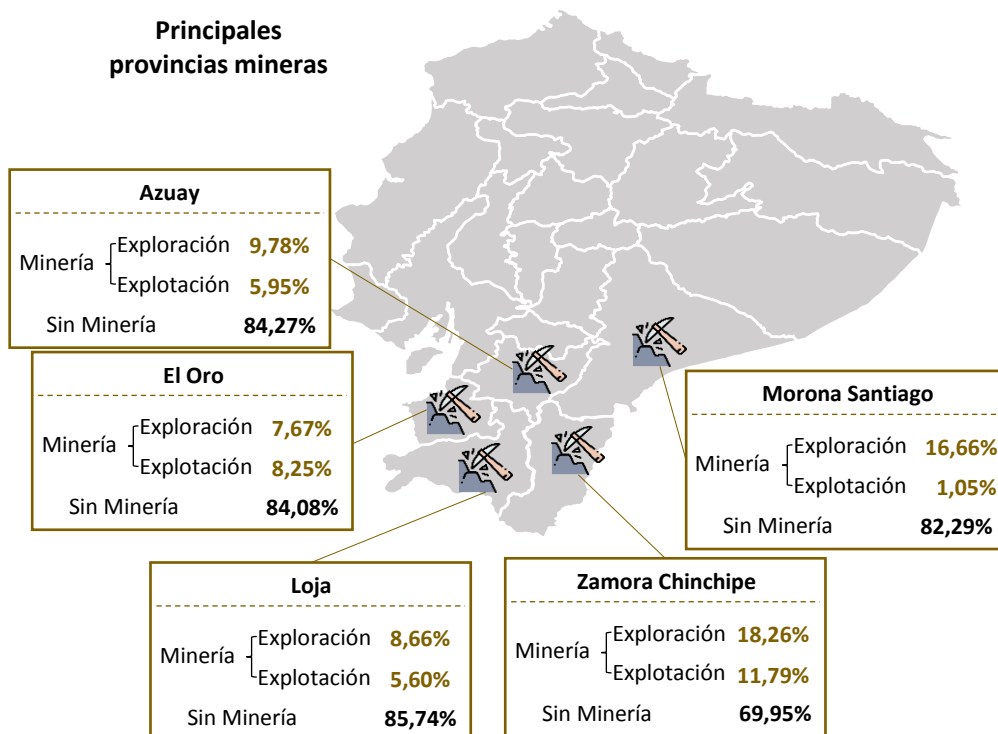 Principales
provincias mineras
Azuay
Minería
Exploración 9,78%
Explotación 5,95%
Sin Minería 84,27%
El Oro
Minería
Exploración 7,67%
Explotación 8,25%
Sin Minería 84,08%
Morona Santiago
Minería
Exploración 16,66%
Explotación 1,05%
Sin Minería 82,29%
Loja
Minería
Exploración 8,66%
Explotación 5,60%
Sin Minería 85,74%
Zamora Chinchipe
Minería
Exploración 18,26%
Explotación 11,79%
Sin Minería 69,95%